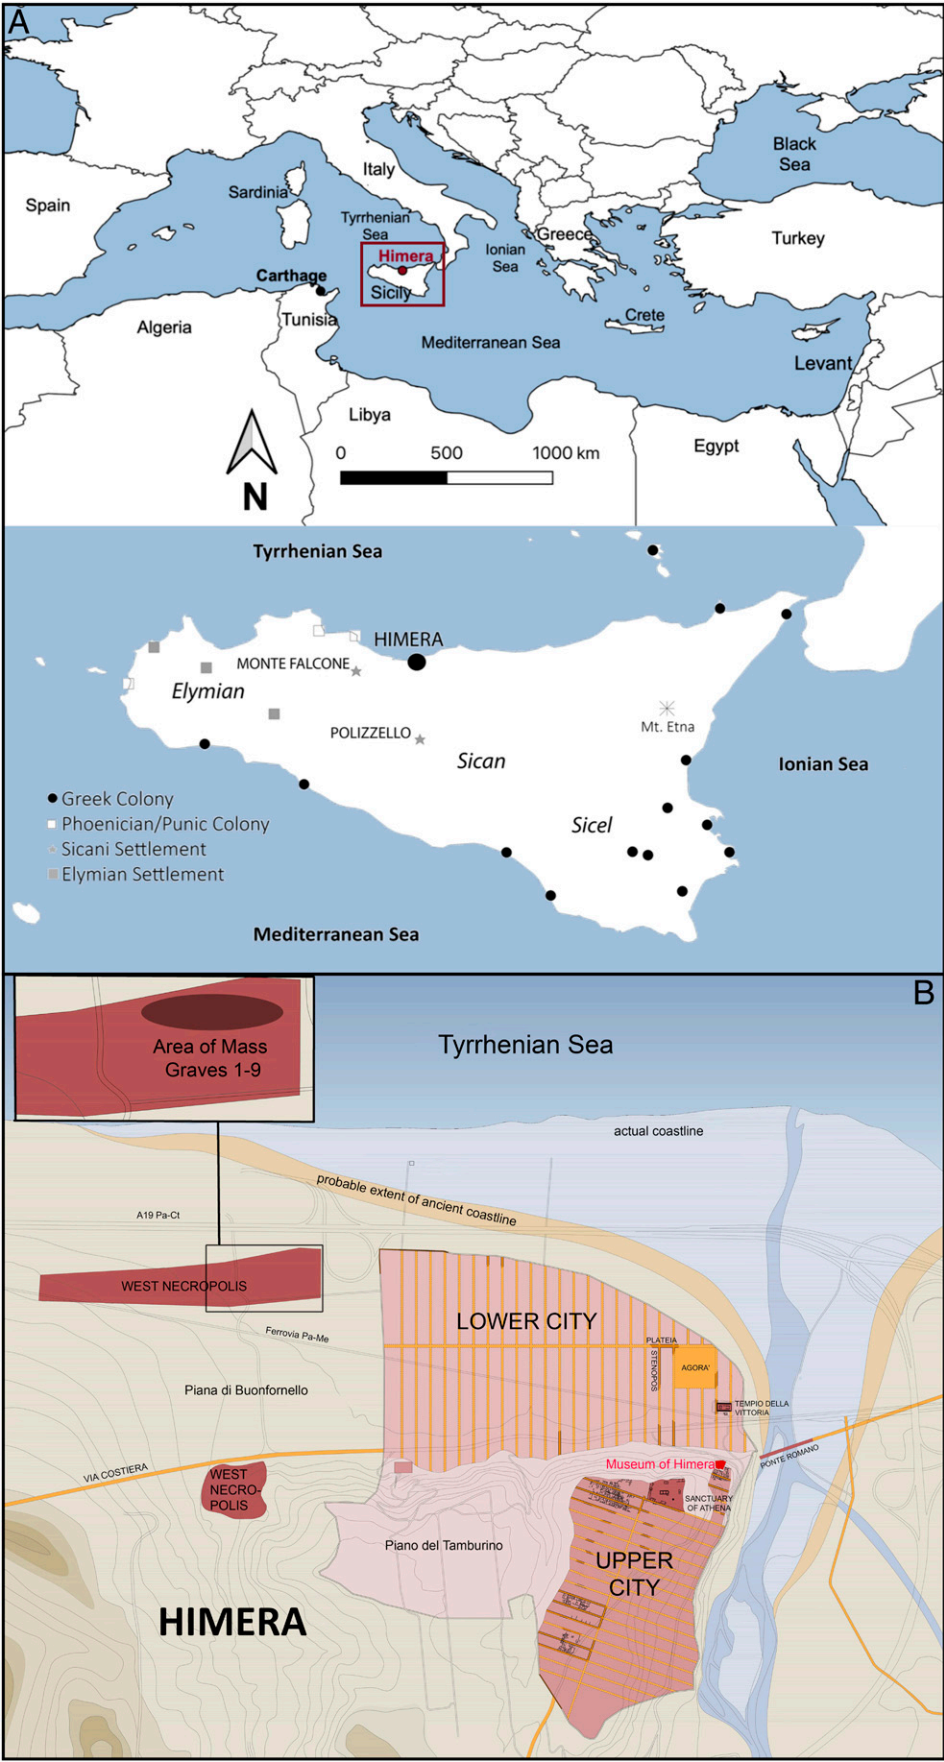 A
Black
Sea
Italy
Spain
Sardinia
Tyrrhenian
Sea
Greece
Turkey
Ionian
Sea
Himera
Carthage
Sicily
Tunisia
Crete
Algeria
Mediterranean Sea
Levant
Libya
Egypt
0 500 1000 km
N
Tyrrhenian Sea
HIMERA
MONTE FALCONE
Elymian
Mt. Etna
POLIZZELLO
Sican
Ionian Sea
Greek Colony
Phoenician/Punic Colony
Sicani Settlement
Elymian Settlement
Sicel
Mediterranean Sea
B
Area of Mass
Graves 1-9
Tyrrhenian Sea
actual coastline
probable extent of ancient coastline
A19 Pa-Ct
WEST NECROPOLIS
LOWER CITY
Ferrovia Pa-Me
PLATEIA
STENOPOS
AGORA'
Piana di Buonfornello
TEMPIO DELLA
VITTORIA
PONTE ROMANO
Museum of Himera
VIA COSTIERA
WEST
NECRO-
POLIS
SANCTUARY
OF ATHENA
Piano del Tamburino
UPPER
CITY
HIMERA